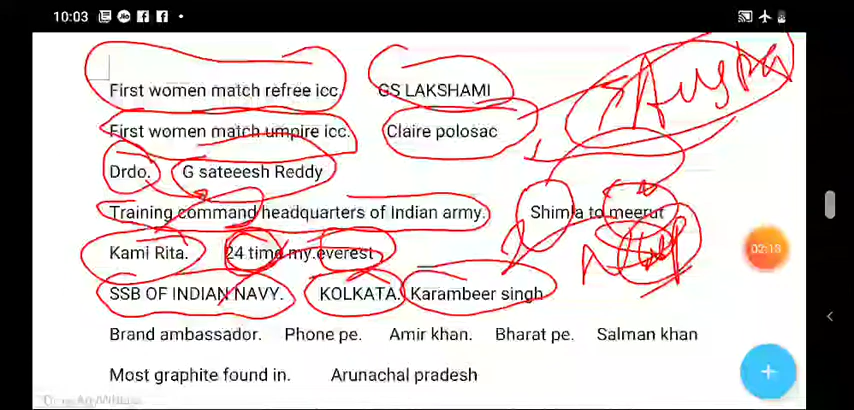 10:03
First women match refree icc. GS LAKSHAMI
First women match umpire icc. Claire polosac
Drdo. G sateeesh Reddy
Training command headquarters of Indian army. Shimla to meerut
Kami Rita. 24 time my.everest
02:18
SSB OF INDIAN NAVY. KOLKATA. Karambeer singh
Brand ambassador. Phone pe. Amir khan. Bharat pe. Salman khan
Most graphite found in. Arunachal pradesh